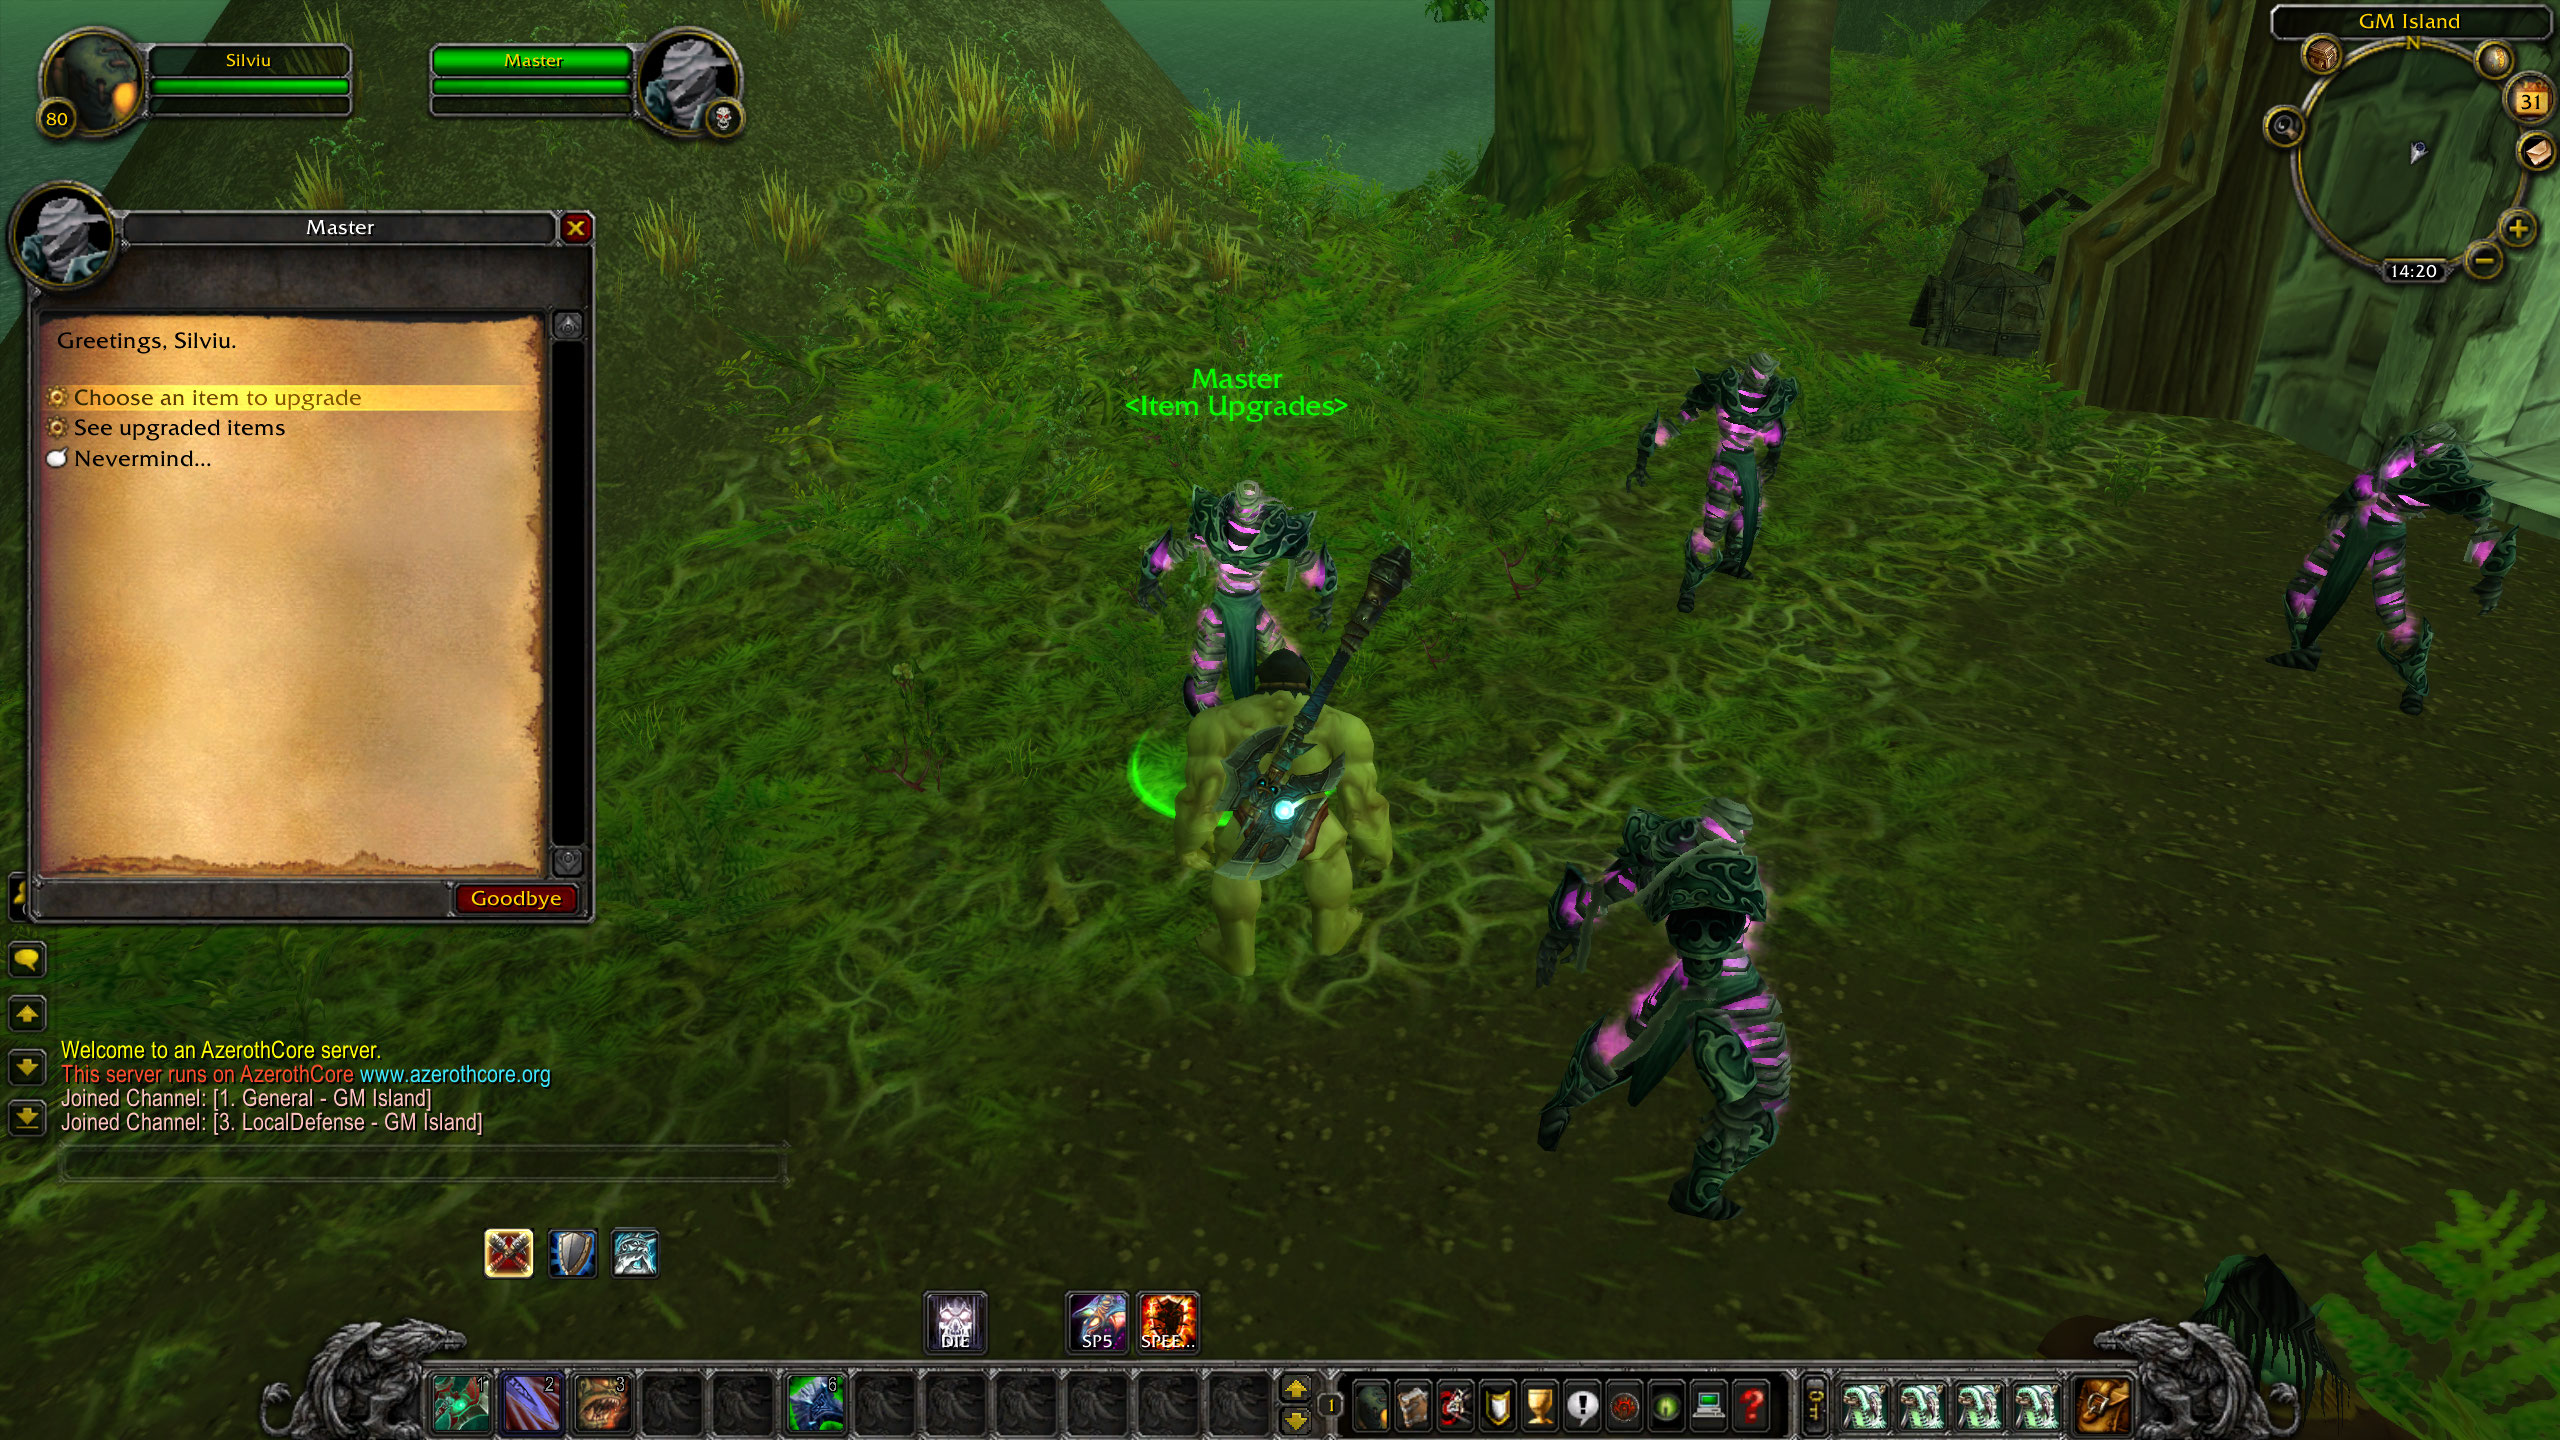 Silviu
80
Master
GM Island
N
31
14:20
Master
Greetings, Silviu.
Choose an item to upgrade
See upgraded items
Nevermind...
Goodbye
Master
<Item Upgrades>
Welcome to an AzerothCore server.
This server runs on AzerothCore www.azerothcore.org
Joined Channel: [1. General - GM Island]
Joined Channel: [3. LocalDefense - GM Island]
DIE
SP5
SPEE...
1
2
3
6
1